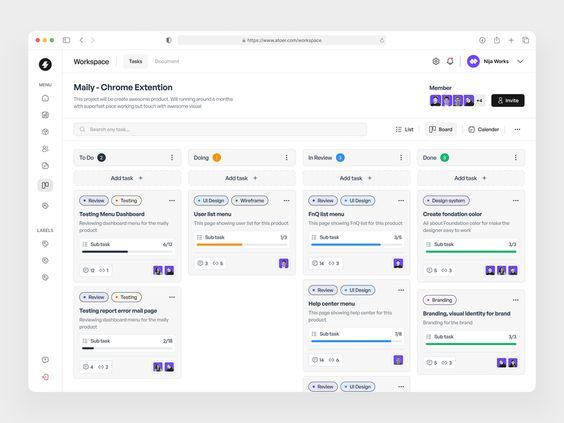 https://www.atoer.com/workspace
Workspace
Tasks
Document
Nija Works
MENU
LABELS
Maily - Chrome Extention
This project will be create awesome product. Will running around 6 months
with superfast pace working but touch with awesome visual
Member
+4
Invite
Search any task...
List
Board
Calender
To Do 2
Add task +
Review
Testing
Testing Menu Dashboard
Reviewing dashboard menu for the maily
product
Sub task 6/12
12 1
Review
Testing
Testing report error mail page
Reviewing dashboard menu for the maily
product
Sub task 2/18
4 2
Doing 1
Add task +
UI Design
Wireframe
User list menu
This page showing user list for this product
Sub task 1/3
3 5
In Review 3
Add task +
Review
UI Design
FnQ list menu
This page showing FnQ list for this product
Sub task 3/5
14 3
Review
UI Design
Help center menu
This page showing help center for this
product
Sub task 7/8
14 6
Review
UI Design
Done 3
Add task +
Design system
Create fondation color
All about Foundation color for make the
designer easy to work
Sub task 3/3
5 3
Branding
Branding, visual identity for brand
Branding for the brand
Sub task 3/3
5 3